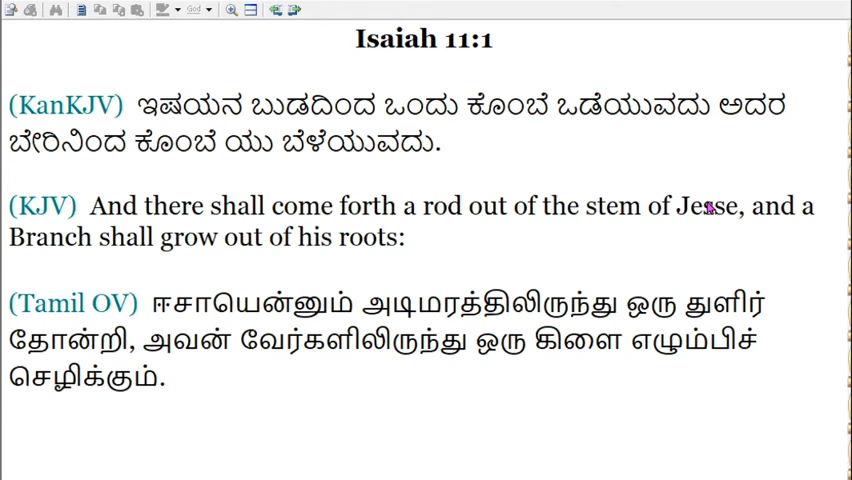 God
Isaiah 11:1
(KanKJV) ಇಷಯನ ಬುಡದಿಂದ ಒಂದು ಕೊಂಬೆ ಒಡೆಯುವದು ಅದರ
ಬೇರಿನಿಂದ ಕೊಂಬೆ ಯು ಬೆಳೆಯುವದು.
(KJV) And there shall come forth a rod out of the stem of Jesse, and a
Branch shall grow out of his roots:
(Tamil OV) ஈசாயென்னும் அடிமரத்திலிருந்து ஒரு துளிர்
தோன்றி, அவன் வேர்களிலிருந்து ஒரு கிளை எழும்பிச்
செழிக்கும்.